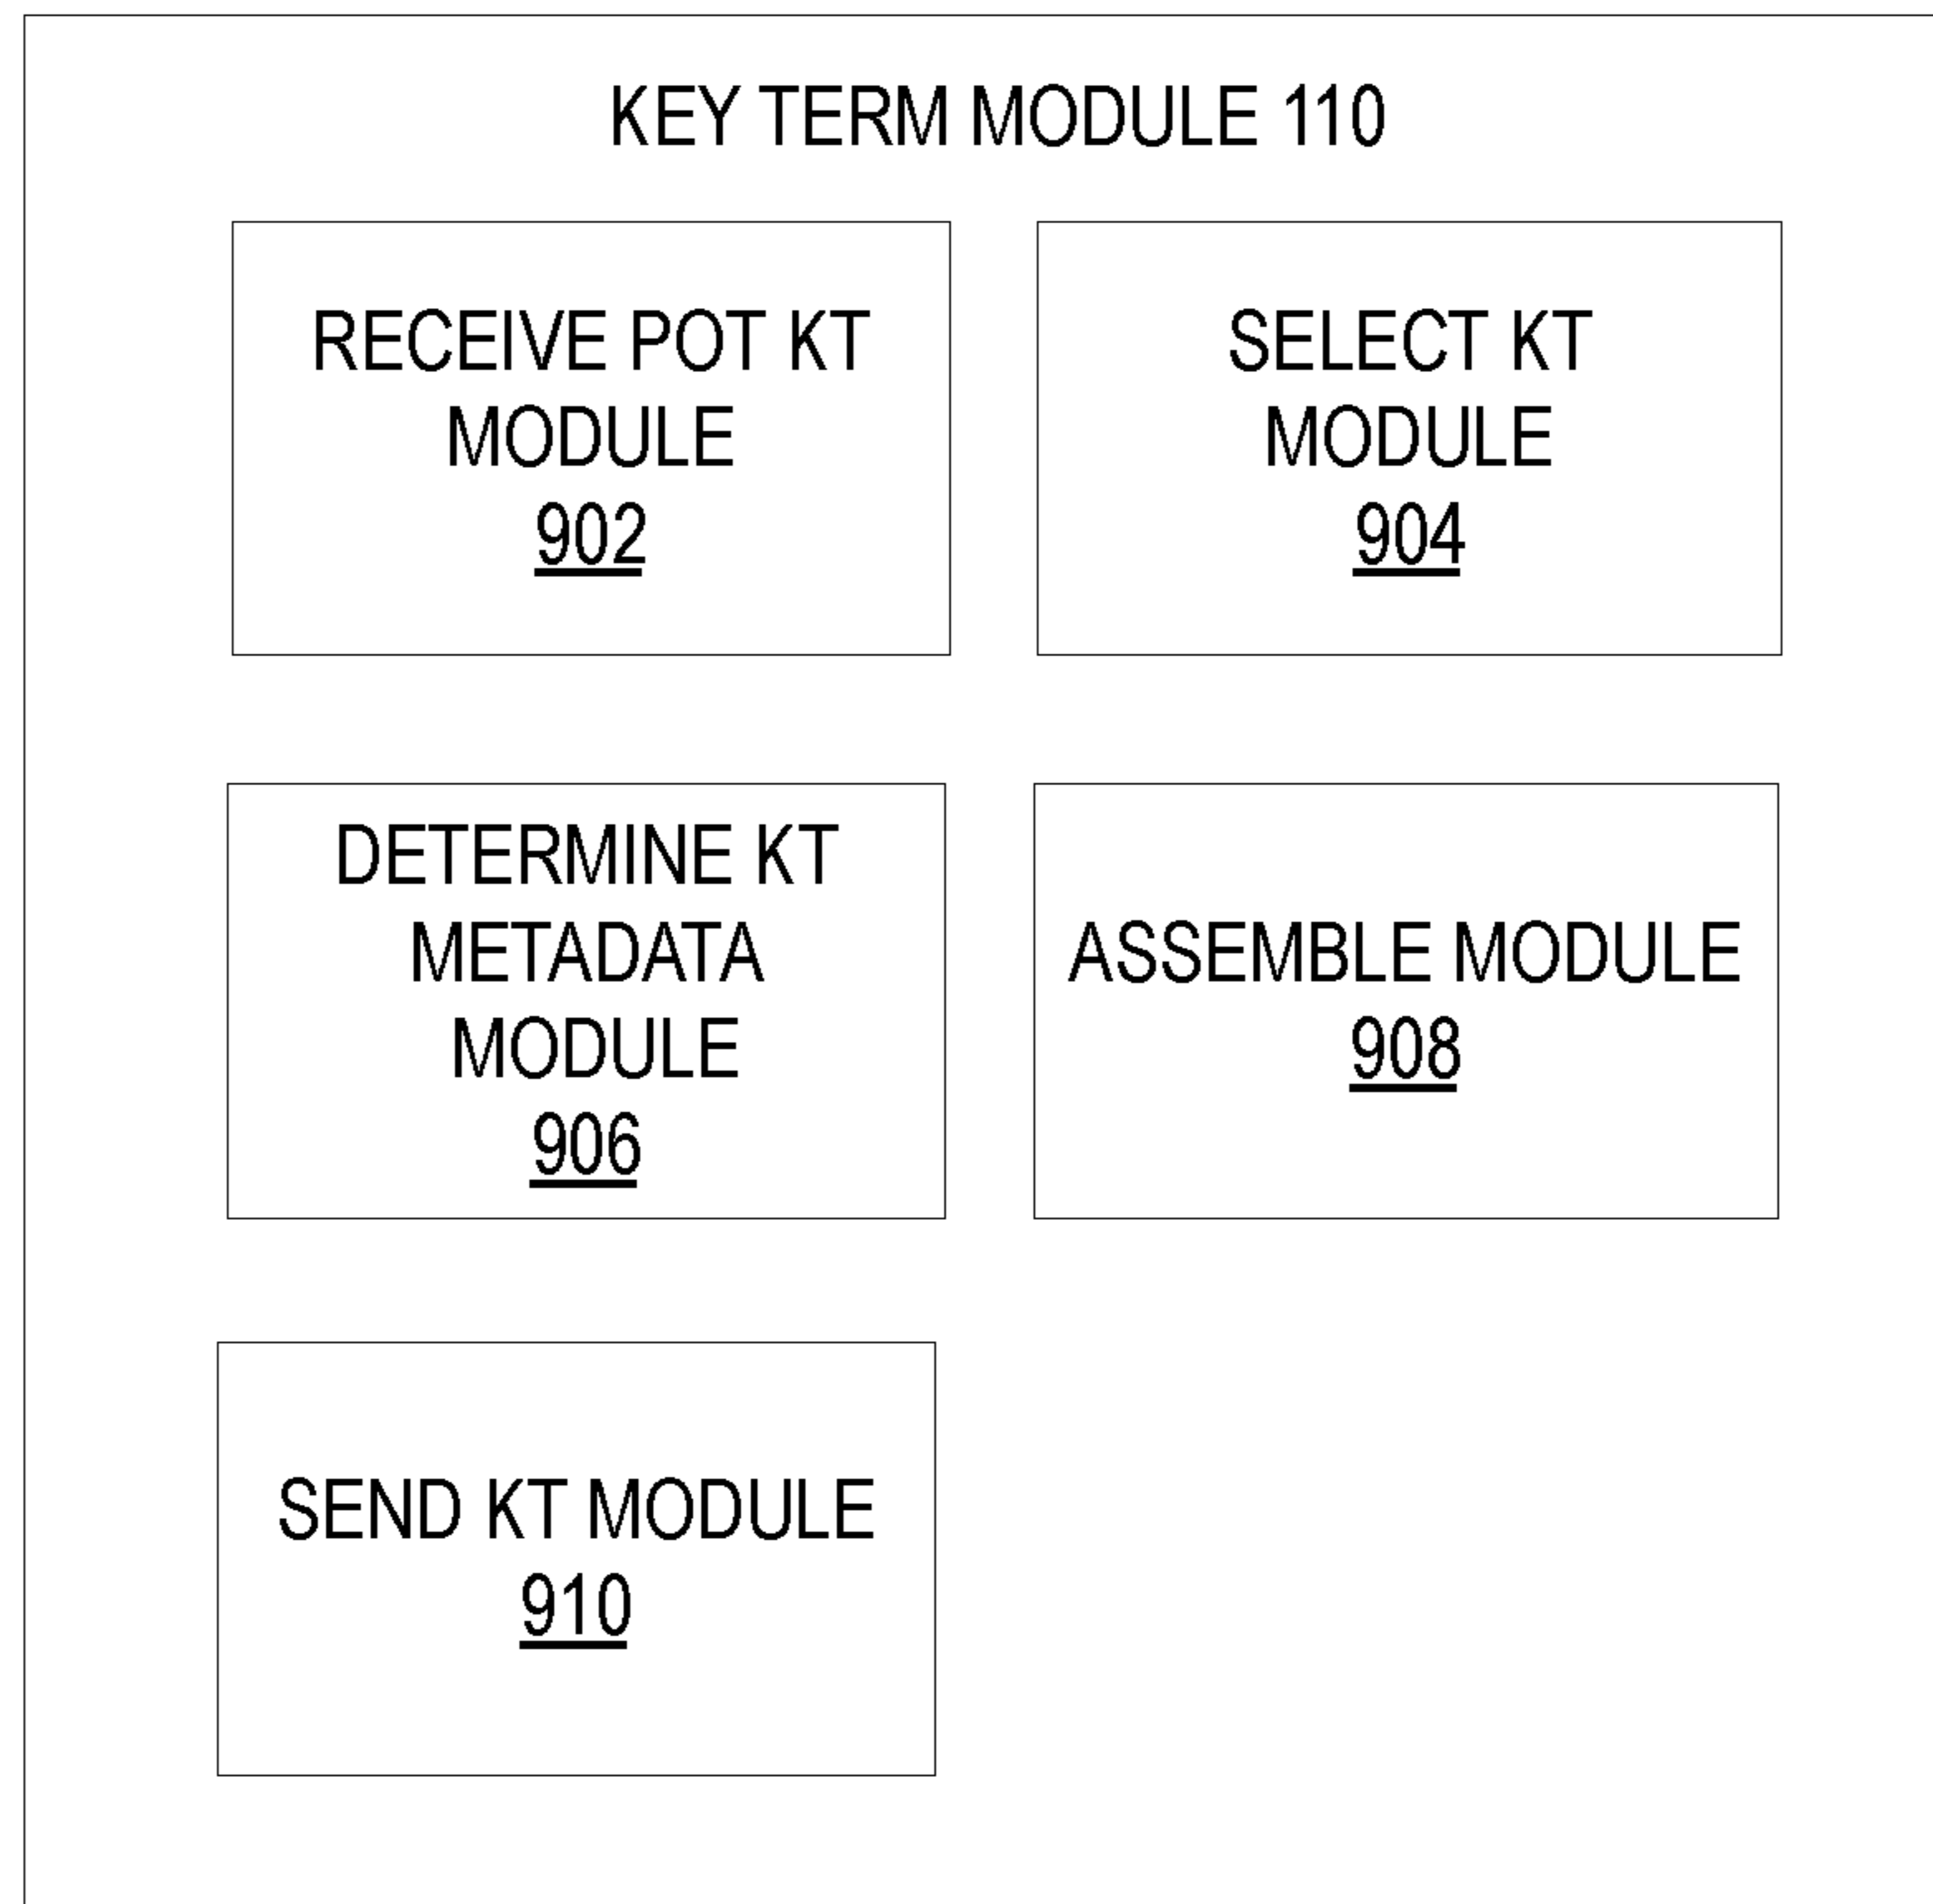 KEY TERM MODULE 110
RECEIVE POT KT
MODULE
902
SELECT KT
MODULE
904
DETERMINE KT
METADATA
MODULE
906
ASSEMBLE MODULE
908
SEND KT MODULE
910